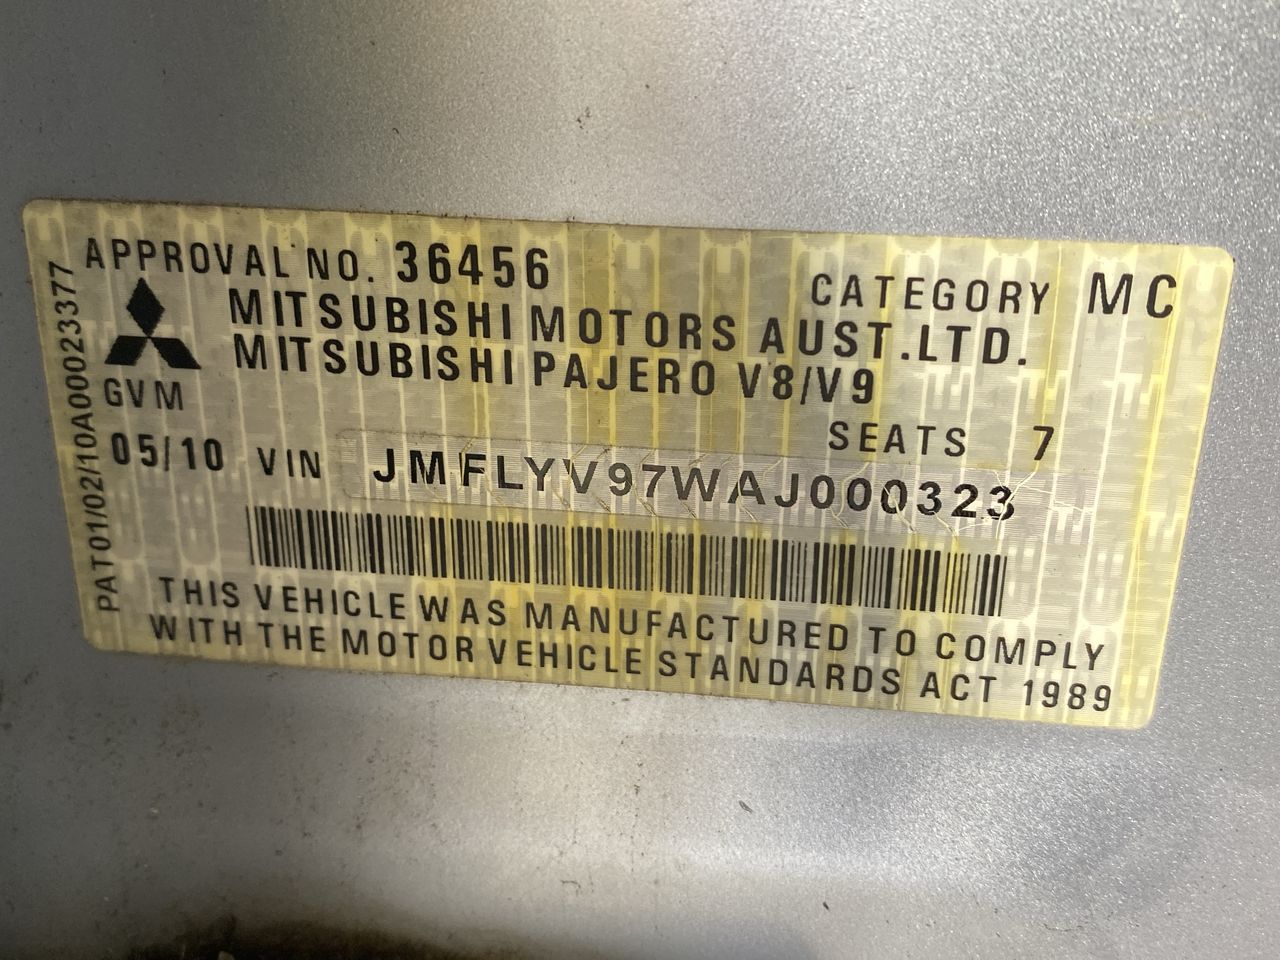 APPROVAL NO. 36456
CATEGORY MC
MITSUBISHI MOTORS AUST.LTD.
MITSUBISHI PAJERO V8/V9
GVM
SEATS 7
05/10 VIN JMFLYV97WAJ000323
THIS VEHICLE WAS MANUFACTURED TO COMPLY
WITH THE MOTOR VEHICLE STANDARDS ACT 1989
PAT01/02/10A00023377